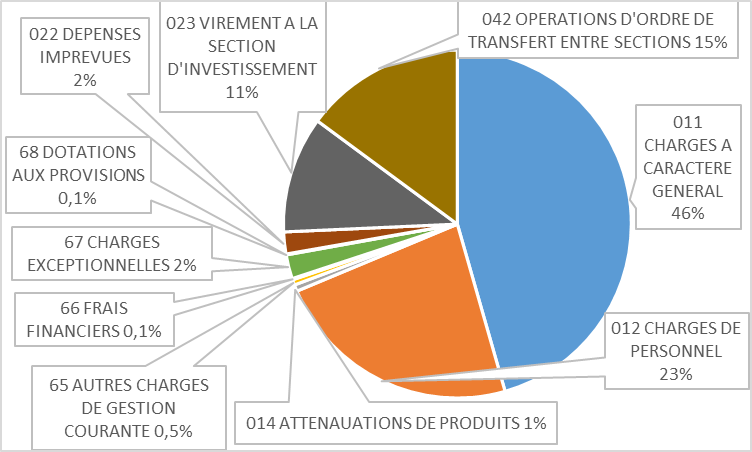 022 DEPENSES
IMPREVUES
2%
023 VIREMENT A LA
SECTION
D'INVESTISSEMENT
11%
042 OPERATIONS D'ORDRE DE
TRANSFERT ENTRE SECTIONS 15%
011
CHARGES A
CARACTERE
GENERAL
46%
68 DOTATIONS
AUX PROVISIONS
0,1%
67 CHARGES
EXCEPTIONNELLES 2%
66 FRAIS
FINANCIERS 0,1%
65 AUTRES CHARGES
DE GESTION
COURANTE 0,5%
014 ATTENAUATIONS DE PRODUITS 1%
012 CHARGES DE
PERSONNEL
23%